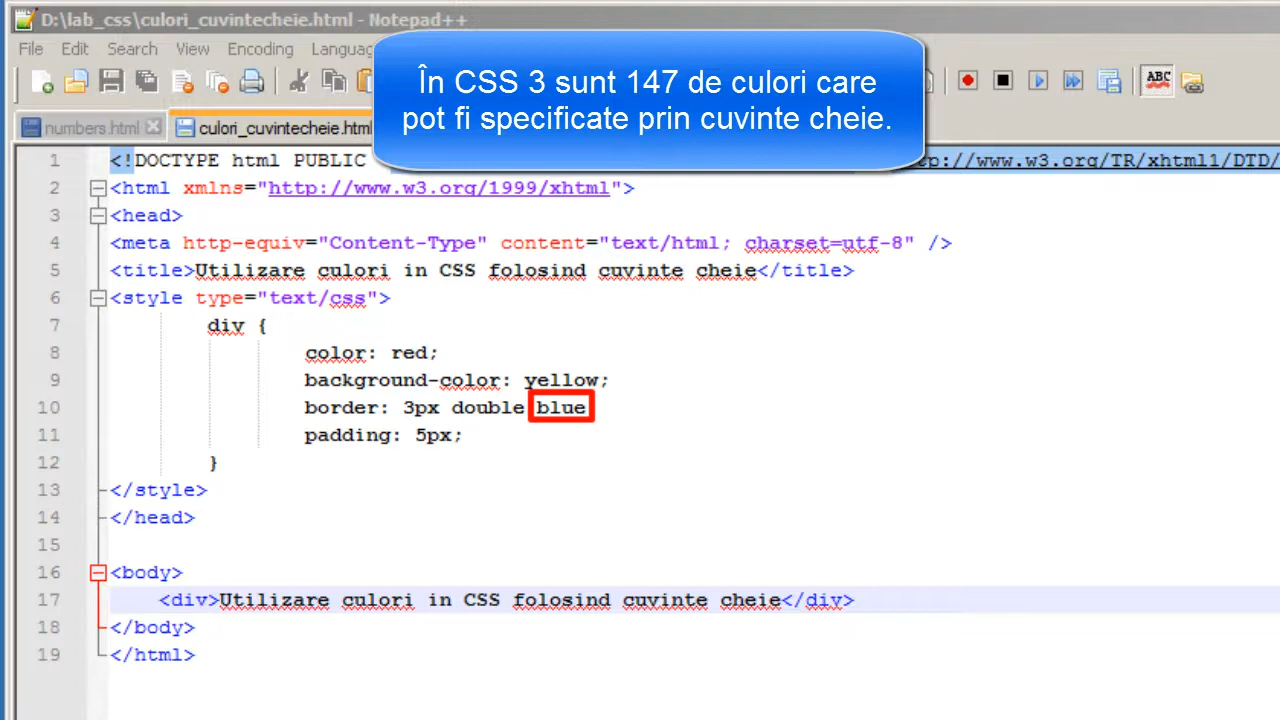 D:\lab_css\culori_cuvintecheie.html - Notepad++
File Edit Search View Encoding Languag
În CSS 3 sunt 147 de culori care
pot fi specificate prin cuvinte cheie.
ABC
numbers.html culori_cuvintecheie.html
1 <!DOCTYPE html PUBLIC tp://www.w3.org/TR/xhtml1/DTD/
2 <html xmlns="http://www.w3.org/1999/xhtml">
3 <head>
4 <meta http-equiv="Content-Type" content="text/html; charset=utf-8" />
5 <title>Utilizare culori in CSS folosind cuvinte cheie</title>
6 <style type="text/css">
7 div {
8 color: red;
9 background-color: yellow;
10 border: 3px double blue
11 padding: 5px;
12 }
13 </style>
14 </head>
15
16 <body>
17 <div>Utilizare culori in CSS folosind cuvinte cheie</div>
18 </body>
19 </html>